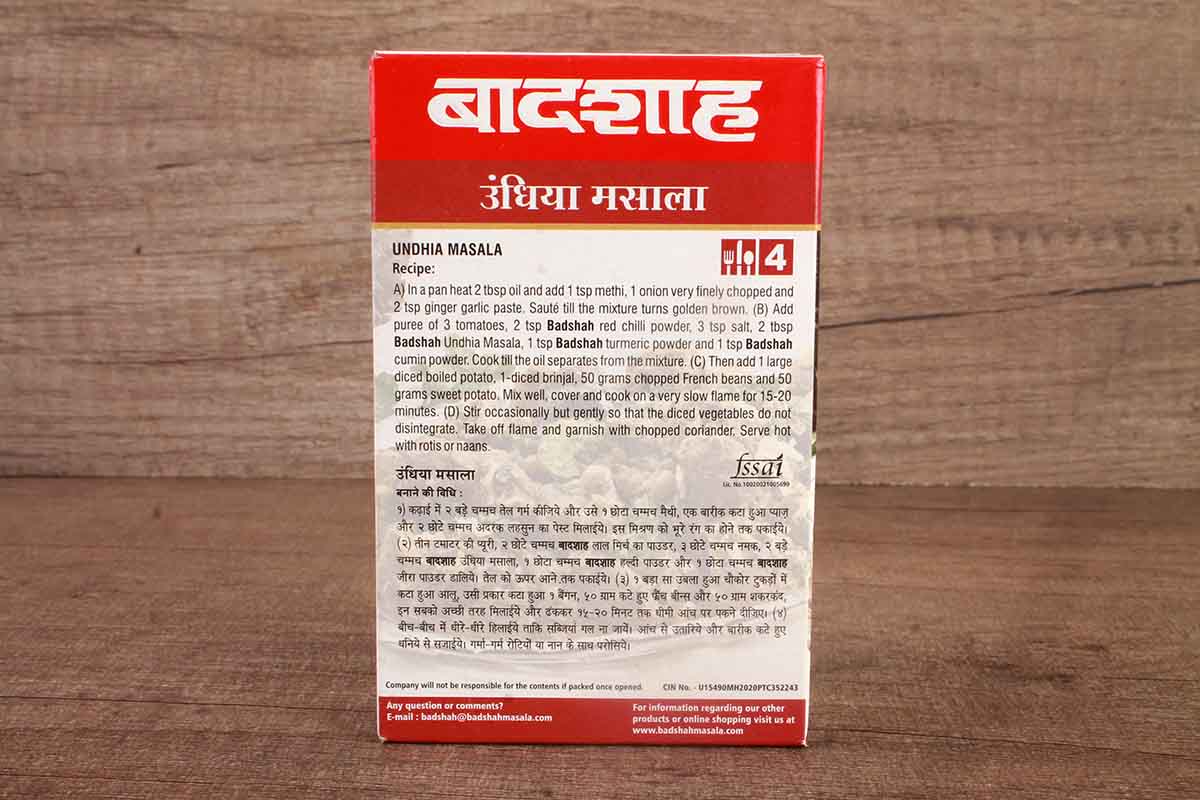 बादशाह
उंधिया मसाला
UNDHIA MASALA
4
Recipe:
A) In a pan heat 2 tbsp oil and add 1 tsp methi, 1 onion very finely chopped and
2 tsp ginger garlic paste. Sauté till the mixture turns golden brown. (B) Add
puree of 3 tomatoes, 2 tsp Badshah red chilli powder, 3 tsp salt, 2 tbsp
Badshah Undhia Masala, 1 tsp Badshah turmeric powder and 1 tsp Badshah
cumin powder. Cook till the oil separates from the mixture. (C) Then add 1 large
diced boiled potato, 1-diced brinjal, 50 grams chopped French beans and 50
grams sweet potato. Mix well, cover and cook on a very slow flame for 15-20
minutes. (D) Stir occasionally but gently so that the diced vegetables do not
disintegrate. Take off flame and garnish with chopped coriander. Serve hot
with rotis or naans.
fssai
Lic. No.10020021005690
उंधिया मसाला
बनाने की विधि :
१) कढ़ाई में २ बड़े चम्मच तेल गर्म कीजिये और उसे १ छोटा चम्मच मैथी, एक बारीक कटा हुआ प्याज़
और २ छोटे चम्मच अदरक लहसुन का पेस्ट मिलाईये। इस मिश्रण को भूरे रंग का होने तक पकाईये।
(२) तीन टमाटर की प्यूरी, २ छोटे चम्मच बादशाह लाल मिर्च का पाउडर, ३ छोटे चम्मच नमक, २ बड़े
चम्मच बादशाह उंधिया मसाला, १ छोटा चम्मच बादशाह हल्दी पाउडर और १ छोटा चम्मच बादशाह
जीरा पाउडर डालिये। तेल को ऊपर आने तक पकाईये। (३) १ बड़ा सा उबला हुआ चौकोर टुकड़ों में
कटा हुआ आलू, उसी प्रकार कटा हुआ १ बैंगन, ५० ग्राम कटे हुए फ्रैंच बीन्स और ५० ग्राम शकरकंद,
इन सबको अच्छी तरह मिलाईये और ढंककर १५-२० मिनट तक धीमी आंच पर पकने दीजिए। (४)
बीच-बीच में धीरे-धीरे हिलाईये ताकि सब्जियां गल ना जायें। आंच से उतारिये और बारीक कटे हुए
धनिये से सजाईये। गर्मा-गर्म रोटियों या नान के साथ परोसिये।
Company will not be responsible for the contents if packed once opened. CIN No. - U15490MH2020PTC352243
Any question or comments?
E-mail : badshah@badshahmasala.com
For information regarding our other
products or online shopping visit us at
www.badshahmasala.com